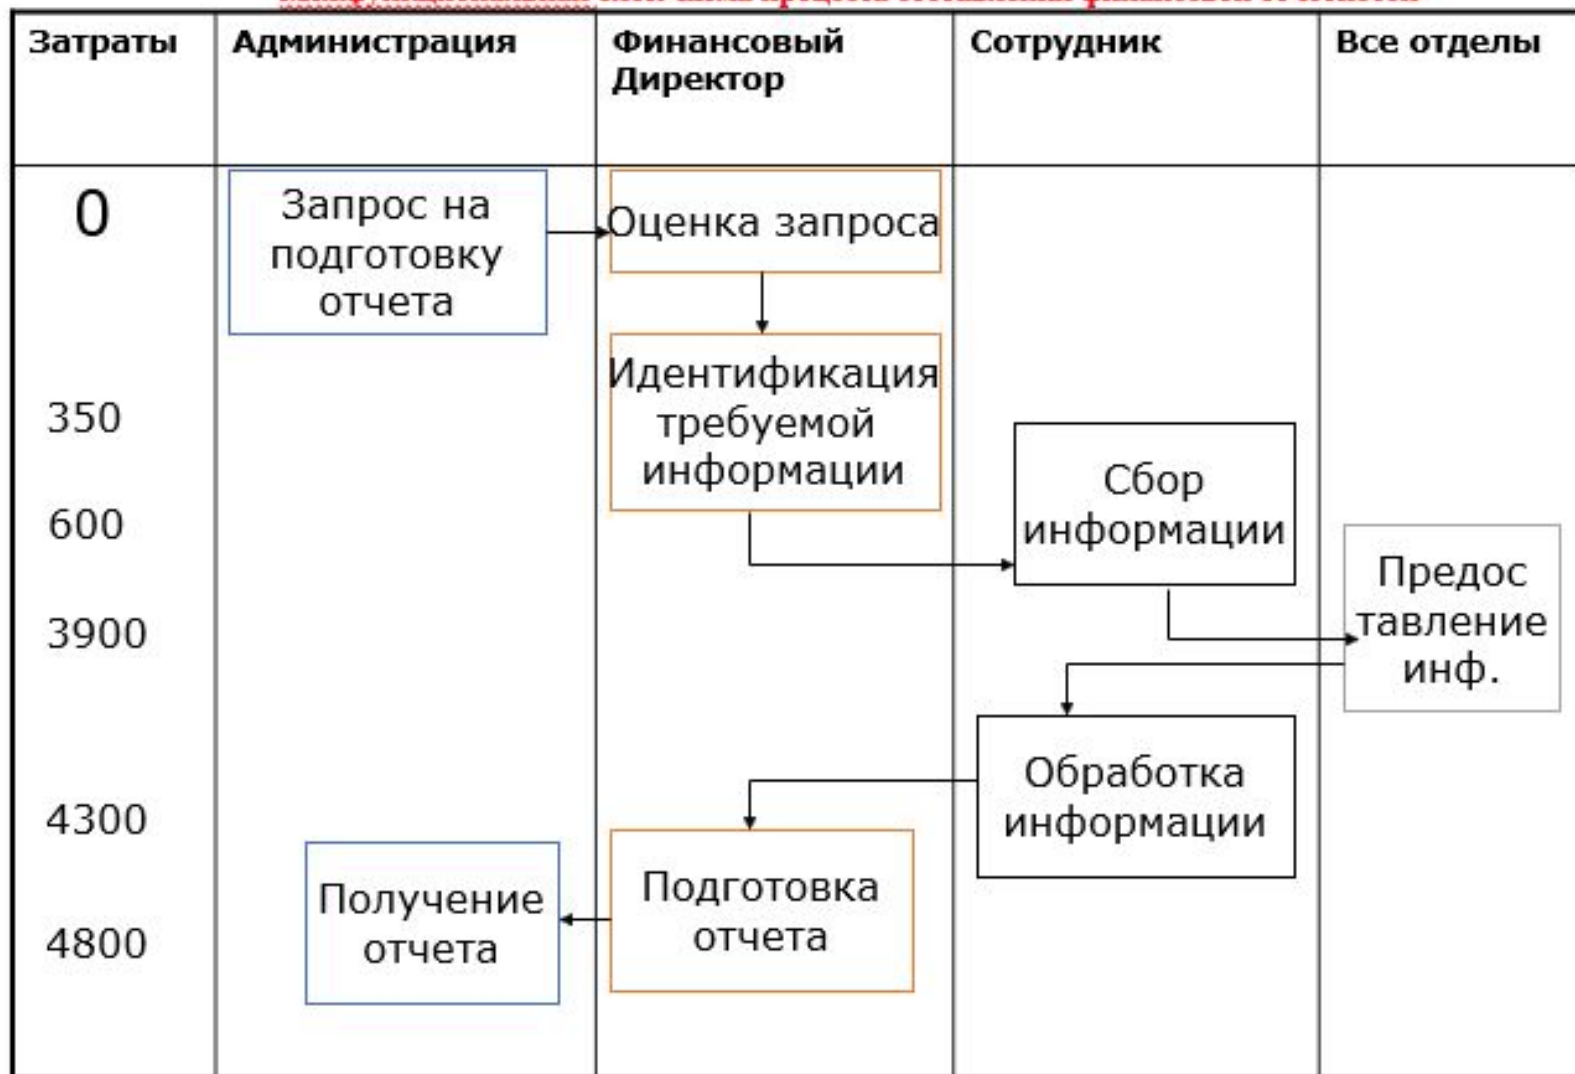 Затраты
Администрация
Финансовый
Директор
Сотрудник
Все отделы
0
Запрос на
подготовку
отчета
Оценка запроса
350
Идентификация
требуемой
информации
600
Сбор
информации
3900
Предос
тавление
инф.
4300
Обработка
информации
4800
Получение
отчета
Подготовка
отчета